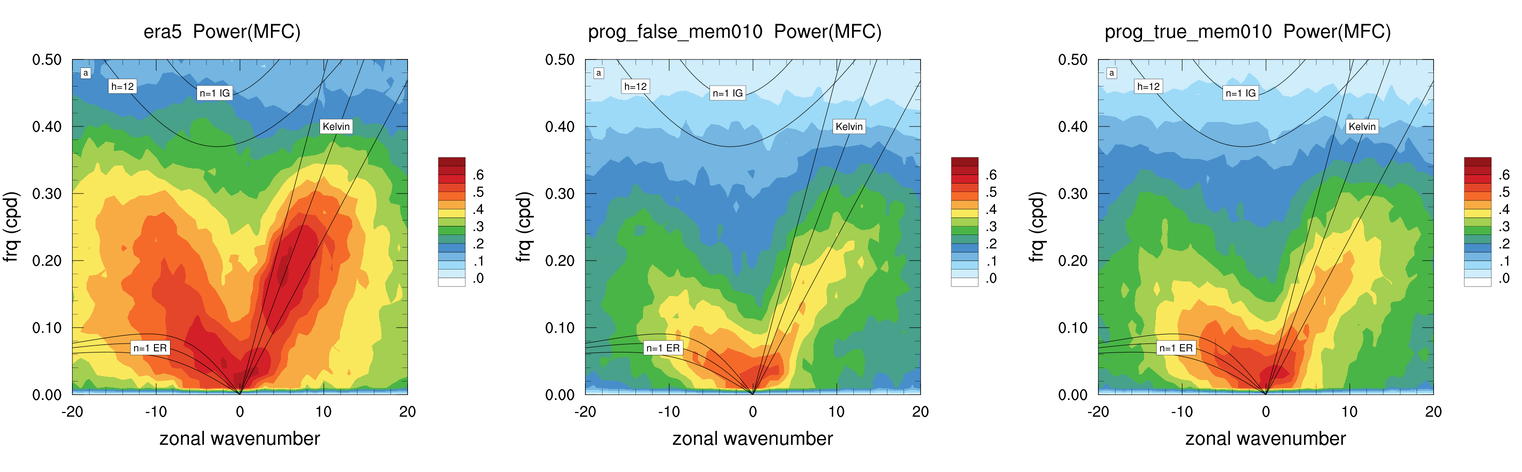 era5 Power(MFC)
0.50
0.40
0.30
0.20
0.10
0.00
frq (cpd)
a
h=12
n=1 IG
Kelvin
n=1 ER
-20 -10 0 10 20
zonal wavenumber
.6
.5
.4
.3
.2
.1
.0
prog_false_mem010 Power(MFC)
0.50
0.40
0.30
0.20
0.10
0.00
frq (cpd)
a
h=12
n=1 IG
Kelvin
n=1 ER
-20 -10 0 10 20
zonal wavenumber
.6
.5
.4
.3
.2
.1
.0
prog_true_mem010 Power(MFC)
0.50
0.40
0.30
0.20
0.10
0.00
frq (cpd)
a
h=12
n=1 IG
Kelvin
n=1 ER
-20 -10 0 10 20
zonal wavenumber
.6
.5
.4
.3
.2
.1
.0